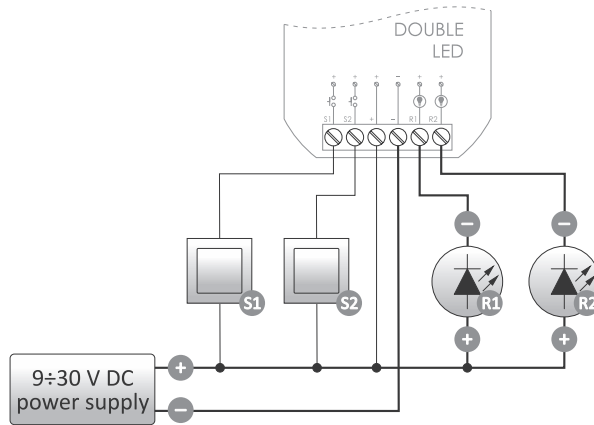 DOUBLE
LED
+ + + − + +
S1 S2 + − R1 R2
− −
S1 S2 R1 R2
+ +
9÷30 V DC +
power supply −